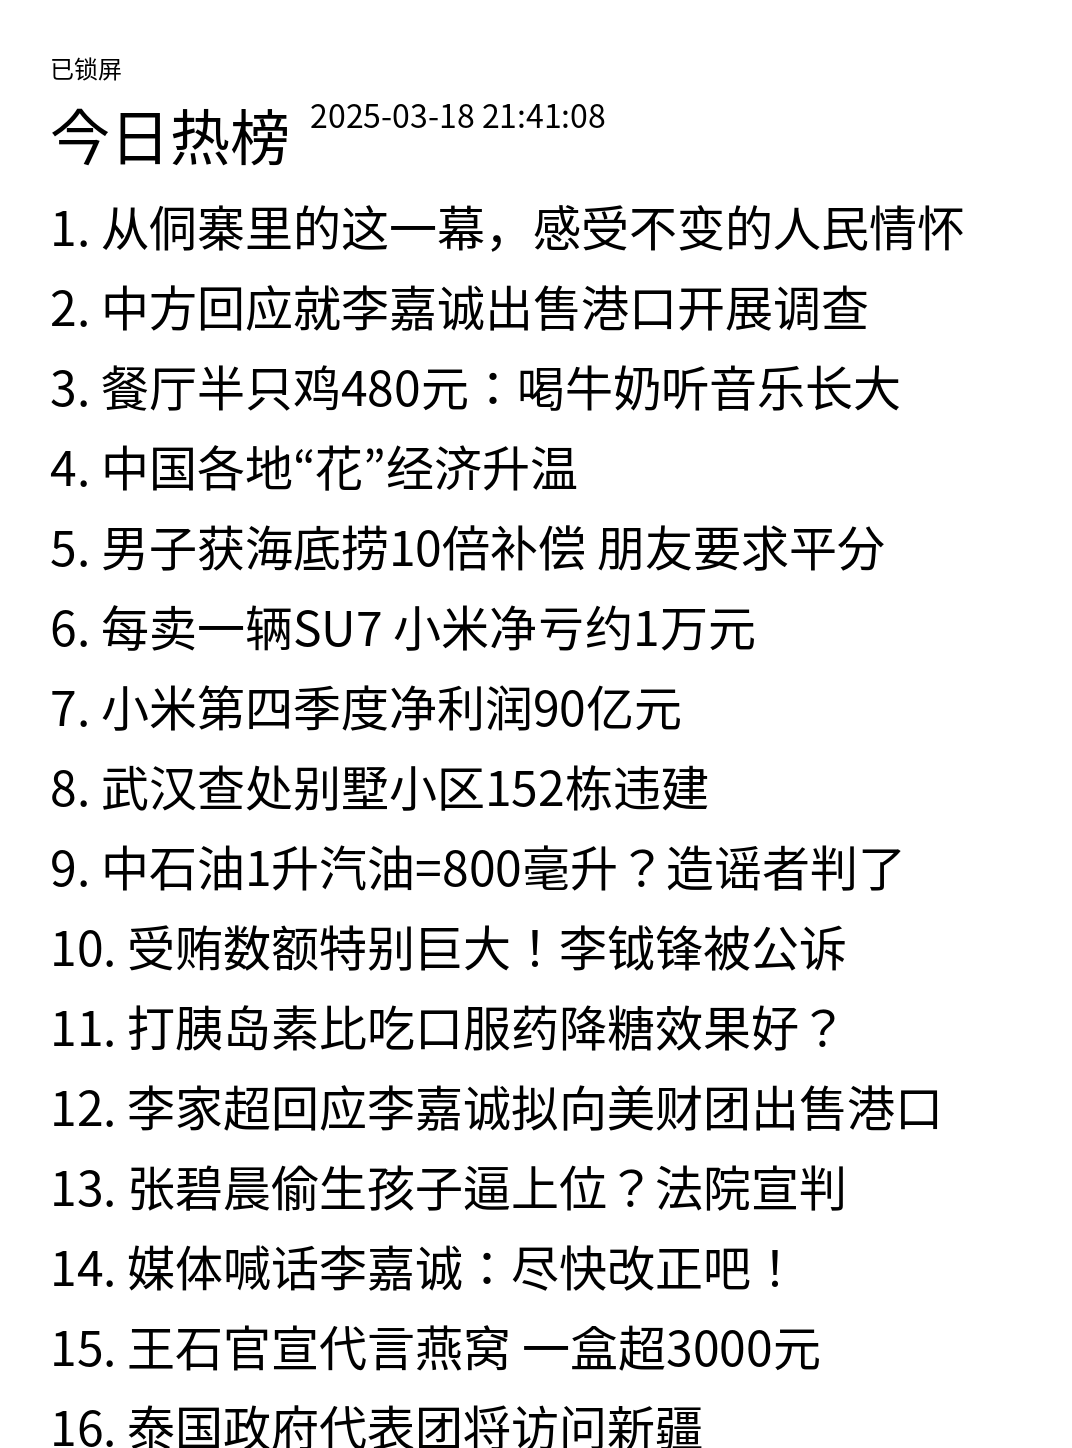 已锁屏
今日热榜 2025-03-18 21:41:08
1. 从侗寨里的这一幕，感受不变的人民情怀
2. 中方回应就李嘉诚出售港口开展调查
3. 餐厅半只鸡480元：喝牛奶听音乐长大
4. 中国各地“花”经济升温
5. 男子获海底捞10倍补偿 朋友要求平分
6. 每卖一辆SU7 小米净亏约1万元
7. 小米第四季度净利润90亿元
8. 武汉查处别墅小区152栋违建
9. 中石油1升汽油=800毫升？造谣者判了
10. 受贿数额特别巨大！李钺锋被公诉
11. 打胰岛素比吃口服药降糖效果好？
12. 李家超回应李嘉诚拟向美财团出售港口
13. 张碧晨偷生孩子逼上位？法院宣判
14. 媒体喊话李嘉诚：尽快改正吧！
15. 王石官宣代言燕窝 一盒超3000元
16. 泰国政府代表团将访问新疆